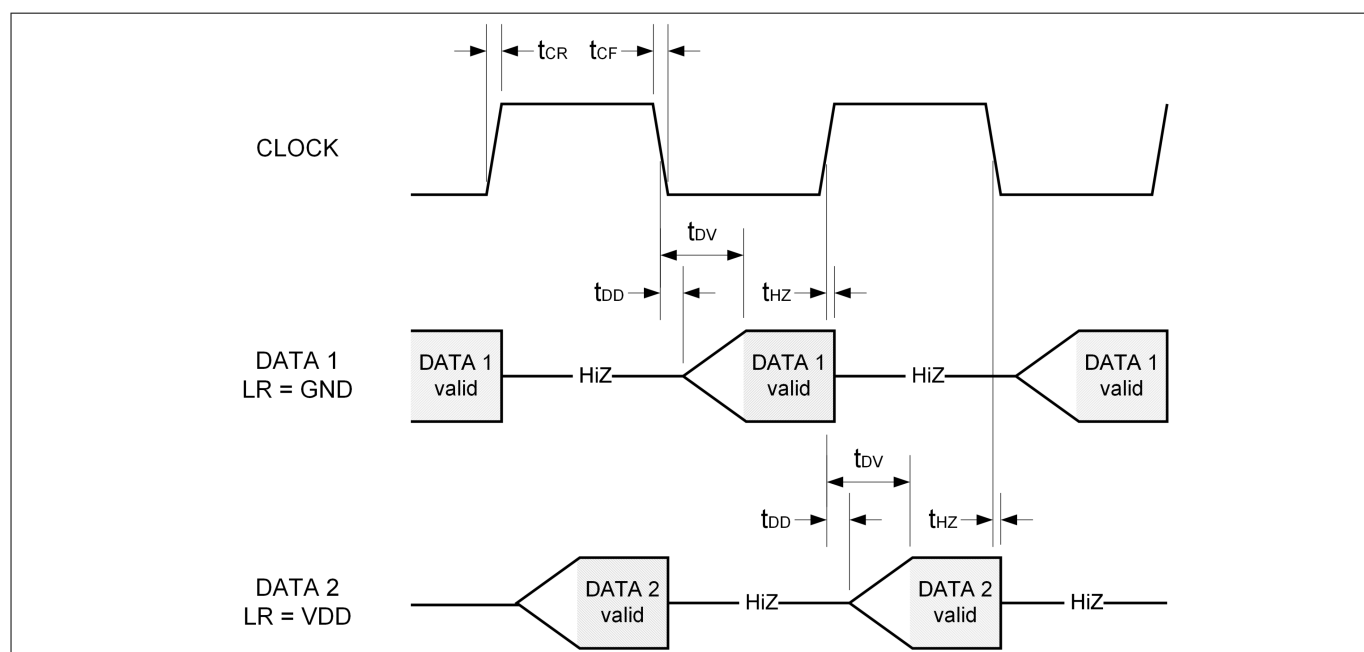 tCR
tCF
CLOCK
tDV
tDD
tHZ
DATA 1
LR = GND
DATA 1
valid
HiZ
DATA 1
valid
HiZ
DATA 1
valid
tDV
tDD
tHZ
DATA 2
LR = VDD
DATA 2
valid
HiZ
DATA 2
valid
HiZ